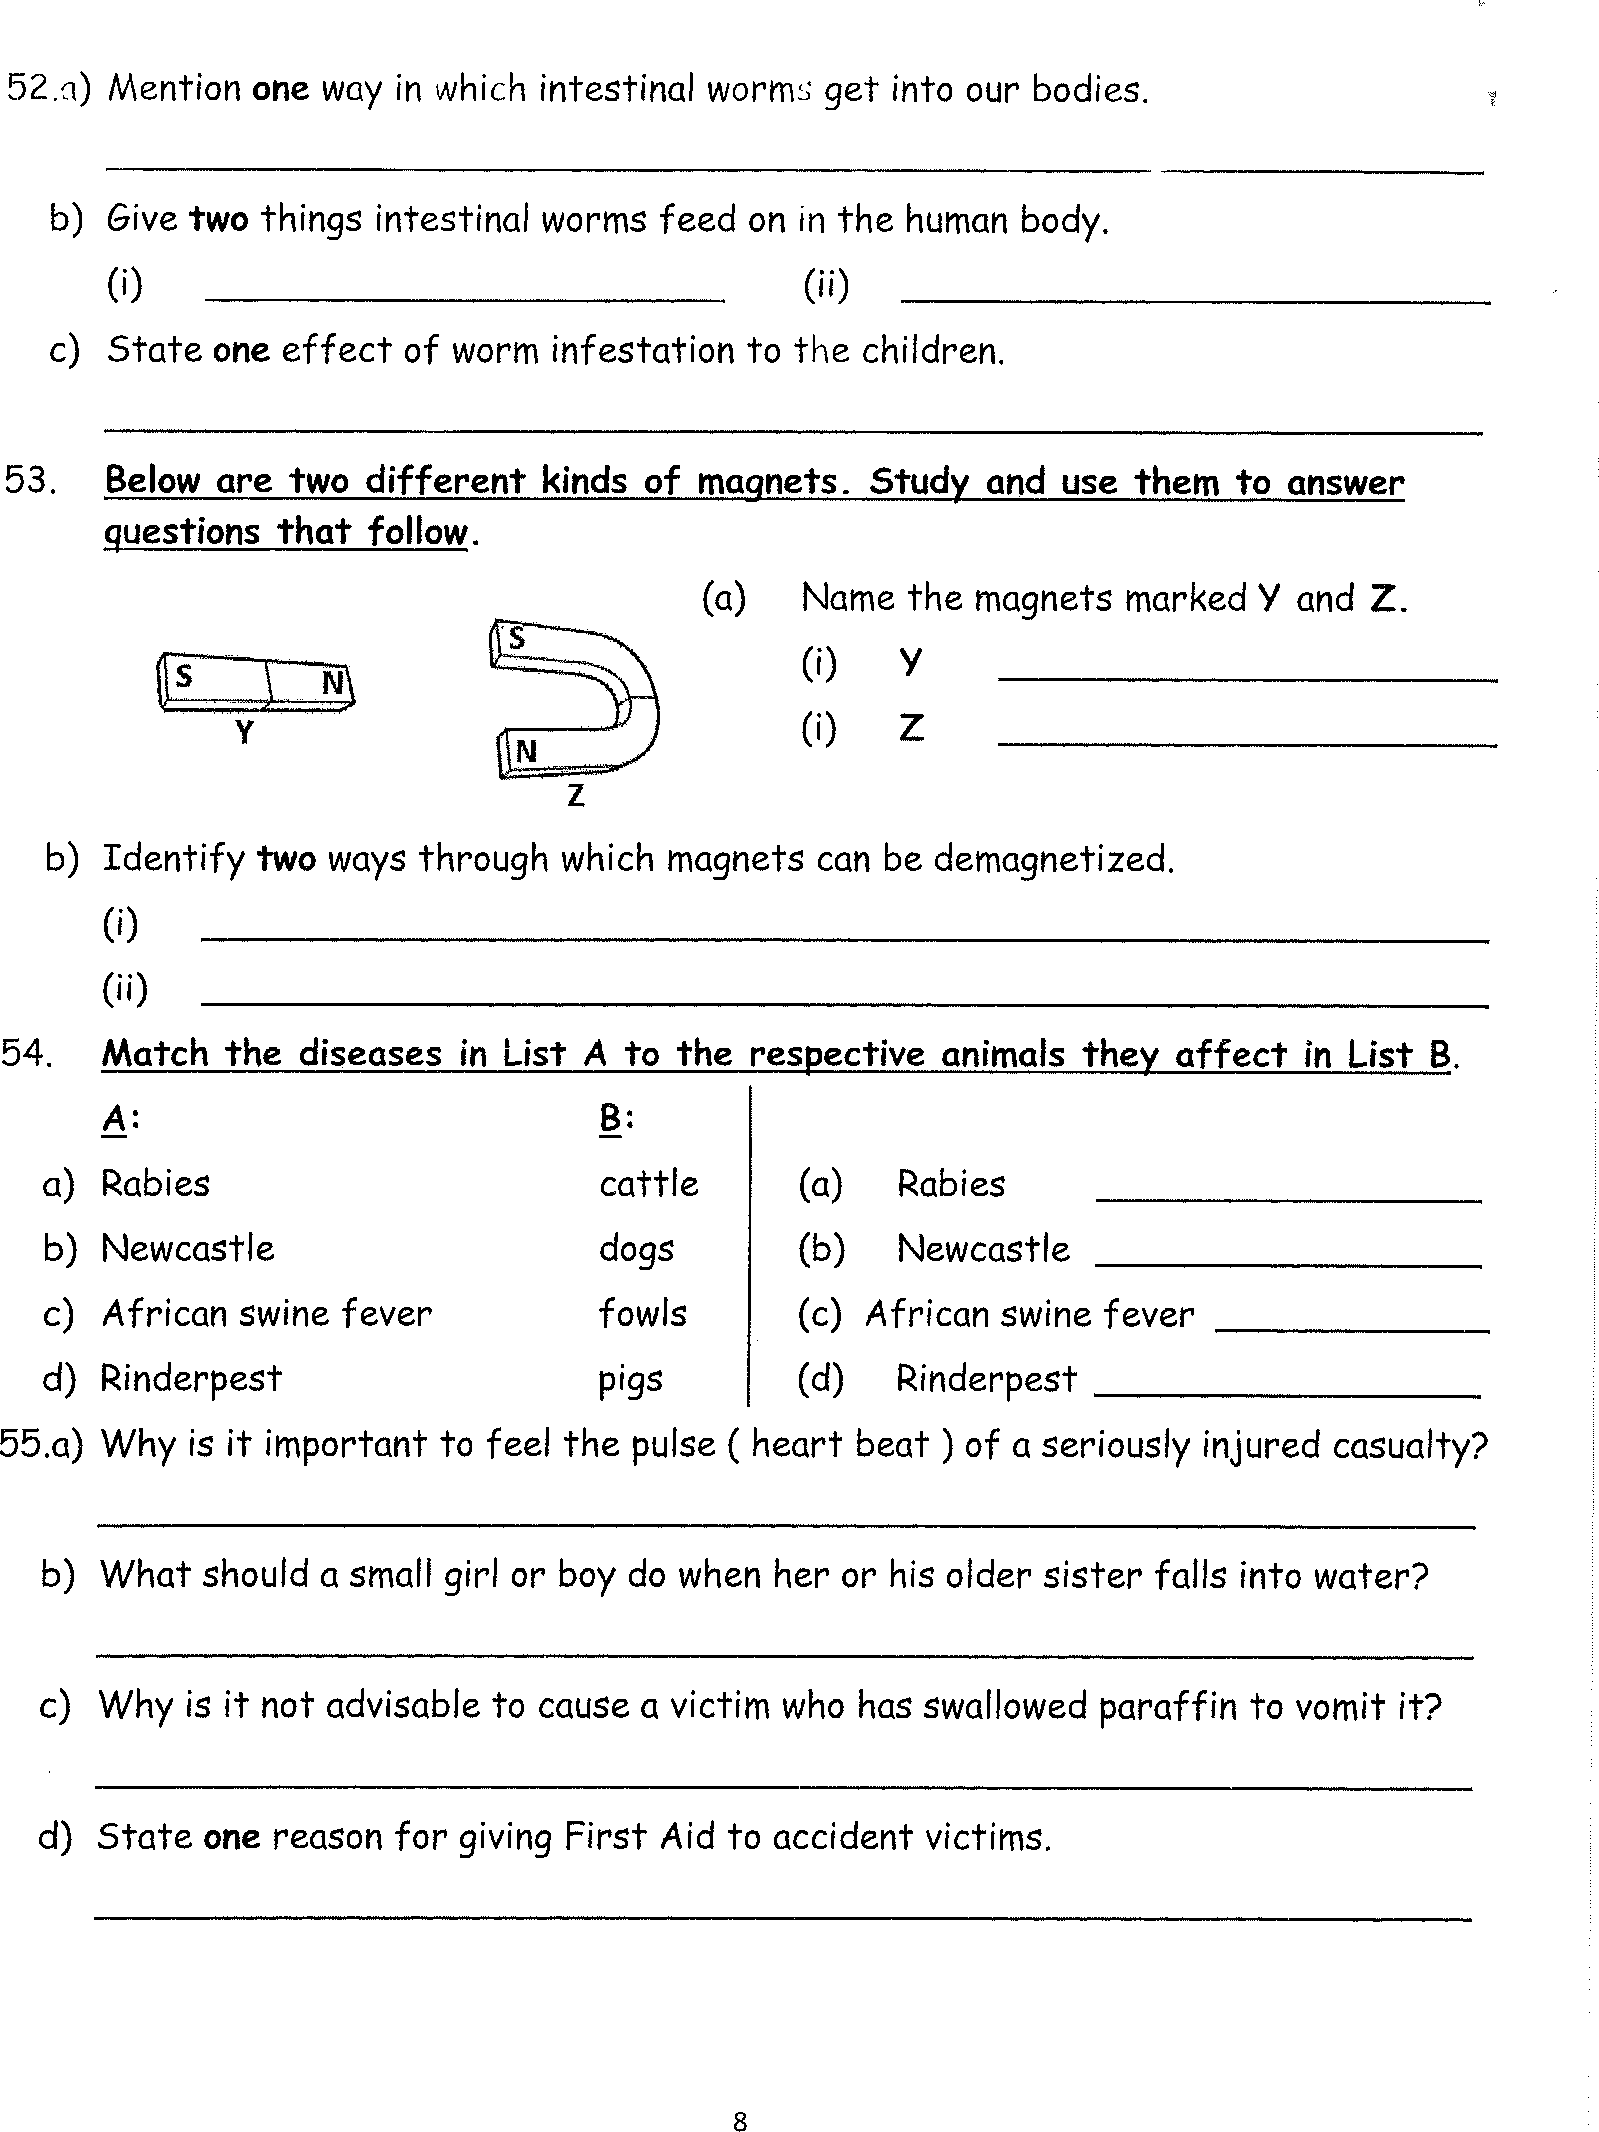 52.a) Mention one way in which intestinal worms get into our bodies.
b) Give two things intestinal worms feed on in the human body.
(i) (ii)
c) State one effect of worm infestation to the children.
53. Below are two different kinds of magnets. Study and use them to answer
questions that follow.
(a) Name the magnets marked Y and Z.
S N
Y
S
N
Z
(i) Y
(i) Z
b) Identify two ways through which magnets can be demagnetized.
(i)
(ii)
54. Match the diseases in List A to the respective animals they affect in List B.
A: B:
a) Rabies cattle (a) Rabies
b) Newcastle dogs (b) Newcastle
c) African swine fever fowls (c) African swine fever
d) Rinderpest pigs (d) Rinderpest
55.a) Why is it important to feel the pulse ( heart beat ) of a seriously injured casualty?
b) What should a small girl or boy do when her or his older sister falls into water?
c) Why is it not advisable to cause a victim who has swallowed paraffin to vomit it?
d) State one reason for giving First Aid to accident victims.
8